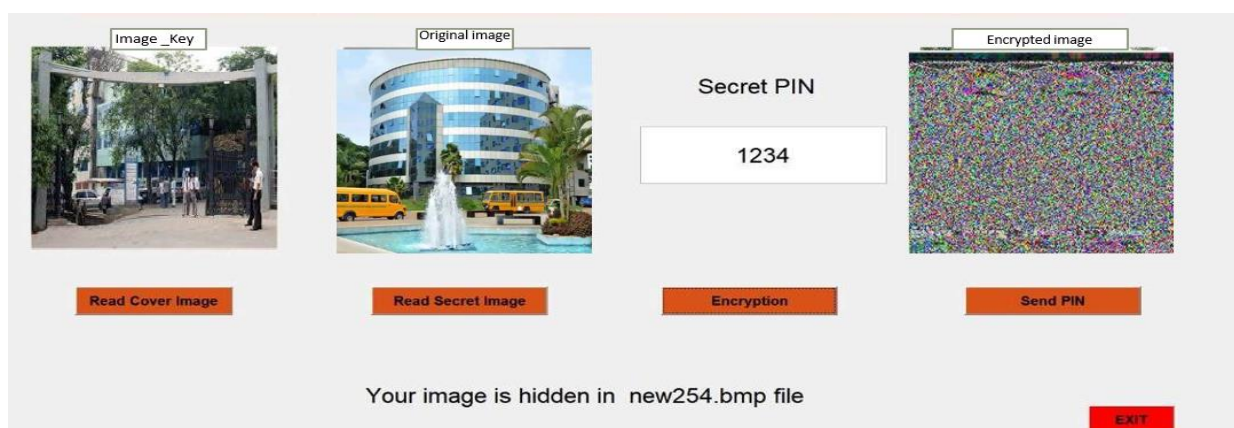 Image _Key
Original image
Encrypted image
Secret PIN
1234
Read Cover Image
Read Secret Image
Encryption
Send PIN
Your image is hidden in new254.bmp file
EXIT